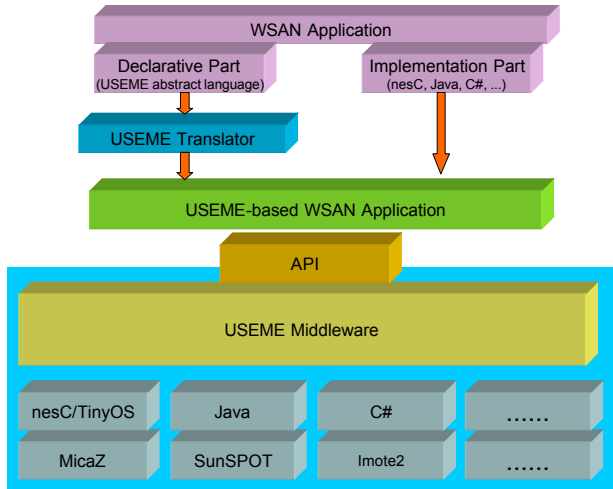 WSAN Application
Declarative Part
(USEME abstract language)
Implementation Part
(nesC, Java, C#, ...)
USEME Translator
USEME-based WSAN Application
API
USEME Middleware
nesC/TinyOS
Java
C#
......
MicaZ
SunSPOT
Imote2
......